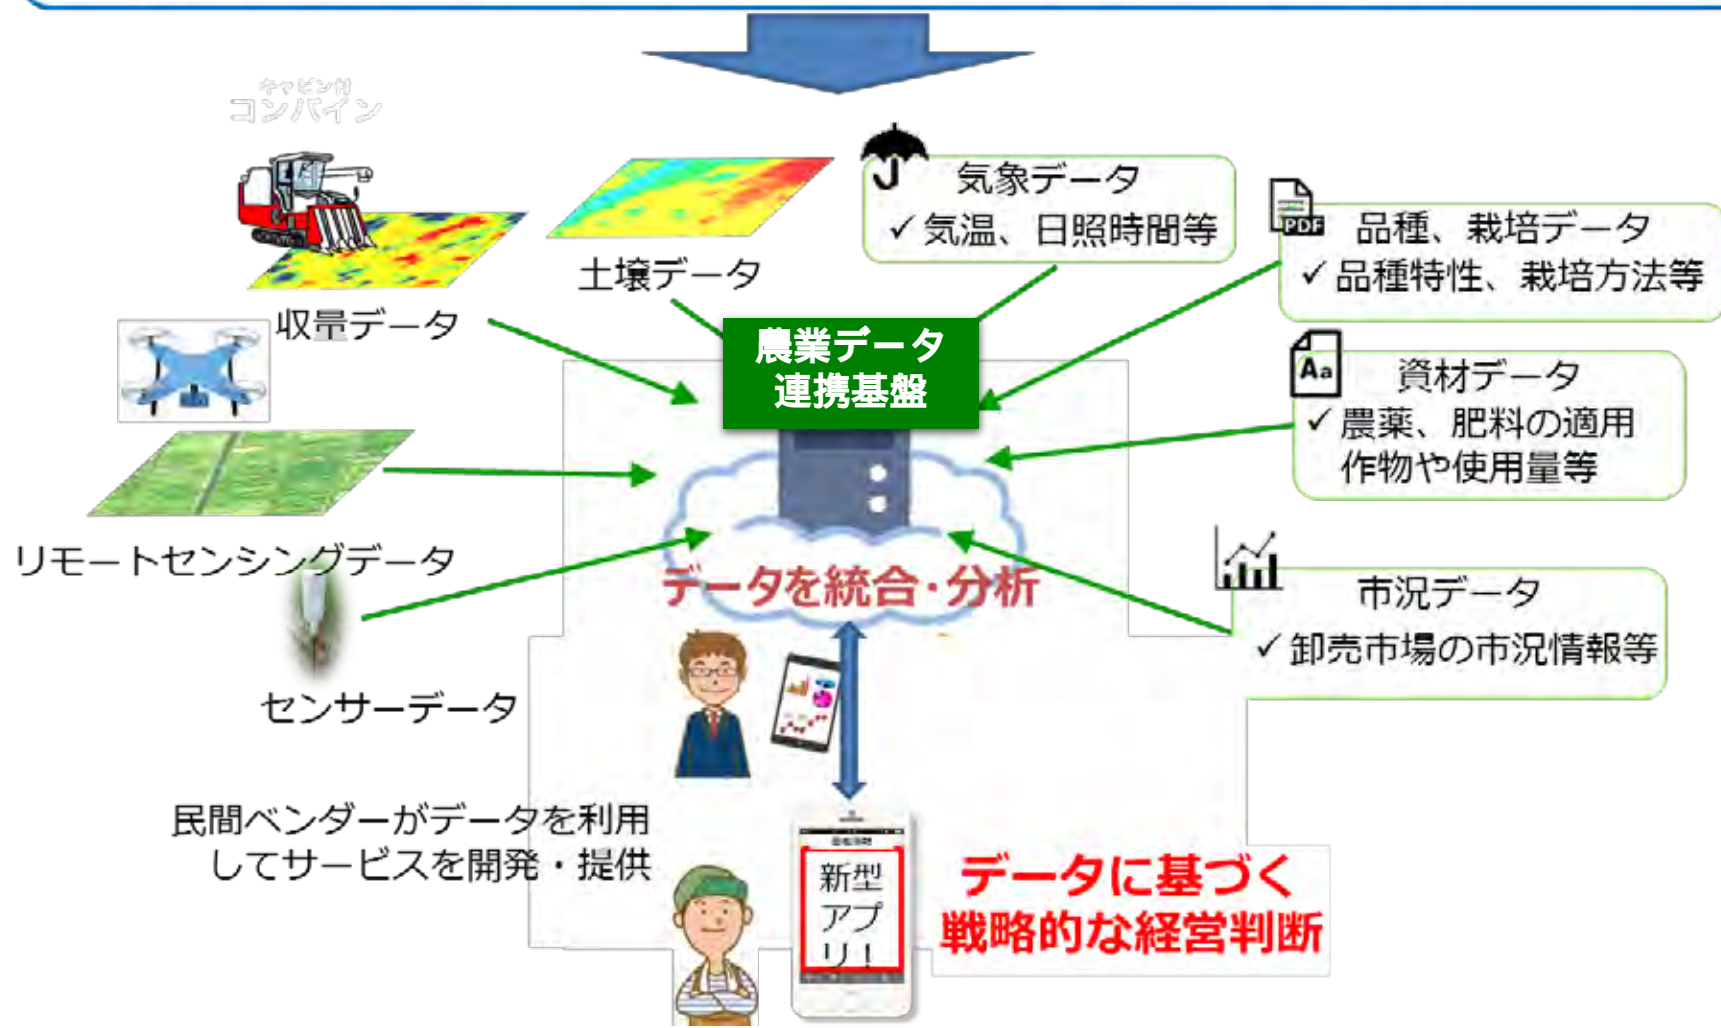 キャビン付
コンバイン
土壌データ
収量データ
気象データ
✓ 気温、日照時間等
品種、栽培データ
✓ 品種特性、栽培方法等
PDF
農業データ
連携基盤
Aa
資材データ
✓ 農薬、肥料の適用
作物や使用量等
リモートセンシングデータ
データを統合・分析
市況データ
✓ 卸売市場の市況情報等
センサーデータ
民間ベンダーがデータを利用
してサービスを開発・提供
新型
アプ
リ！
データに基づく
戦略的な経営判断